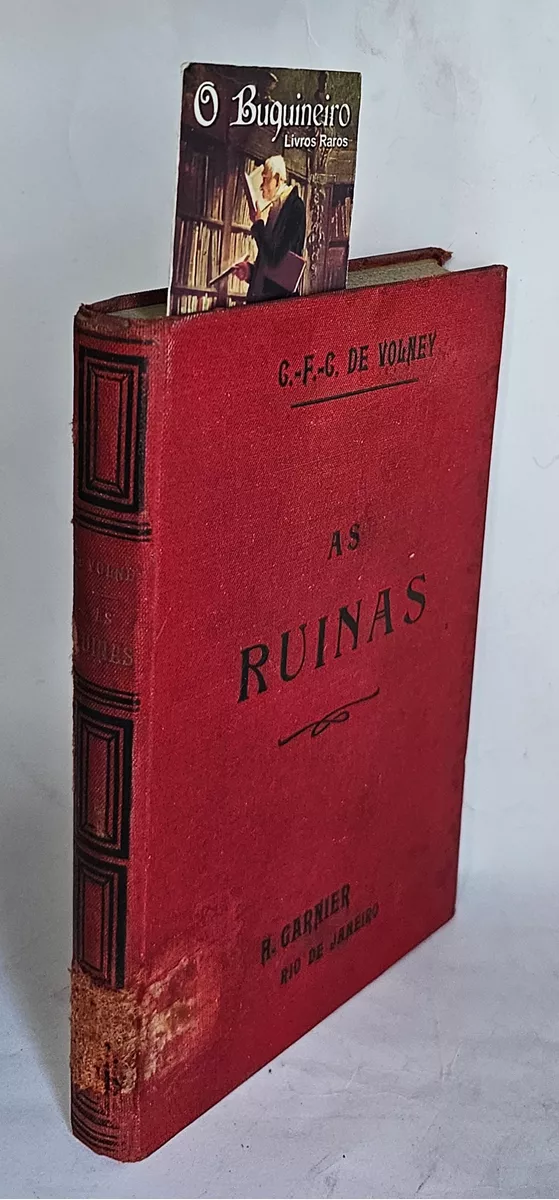 O Buquineiro
Livros Raros
C.-F.-C. DE VOLNEY
AS
RUINAS
H. GARNIER
RIO DE JANEIRO